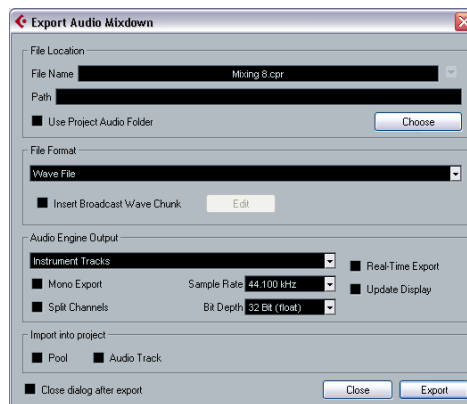 Export Audio Mixdown
File Location
File Name Mixing 8.cpr
Path
Use Project Audio Folder Choose
File Format
Wave File
Insert Broadcast Wave Chunk Edit
Audio Engine Output
Instrument Tracks
Real-Time Export
Mono Export Sample Rate 44.100 kHz
Update Display
Split Channels Bit Depth 32 Bit (float)
Import into project
Pool Audio Track
Close dialog after export Close Export